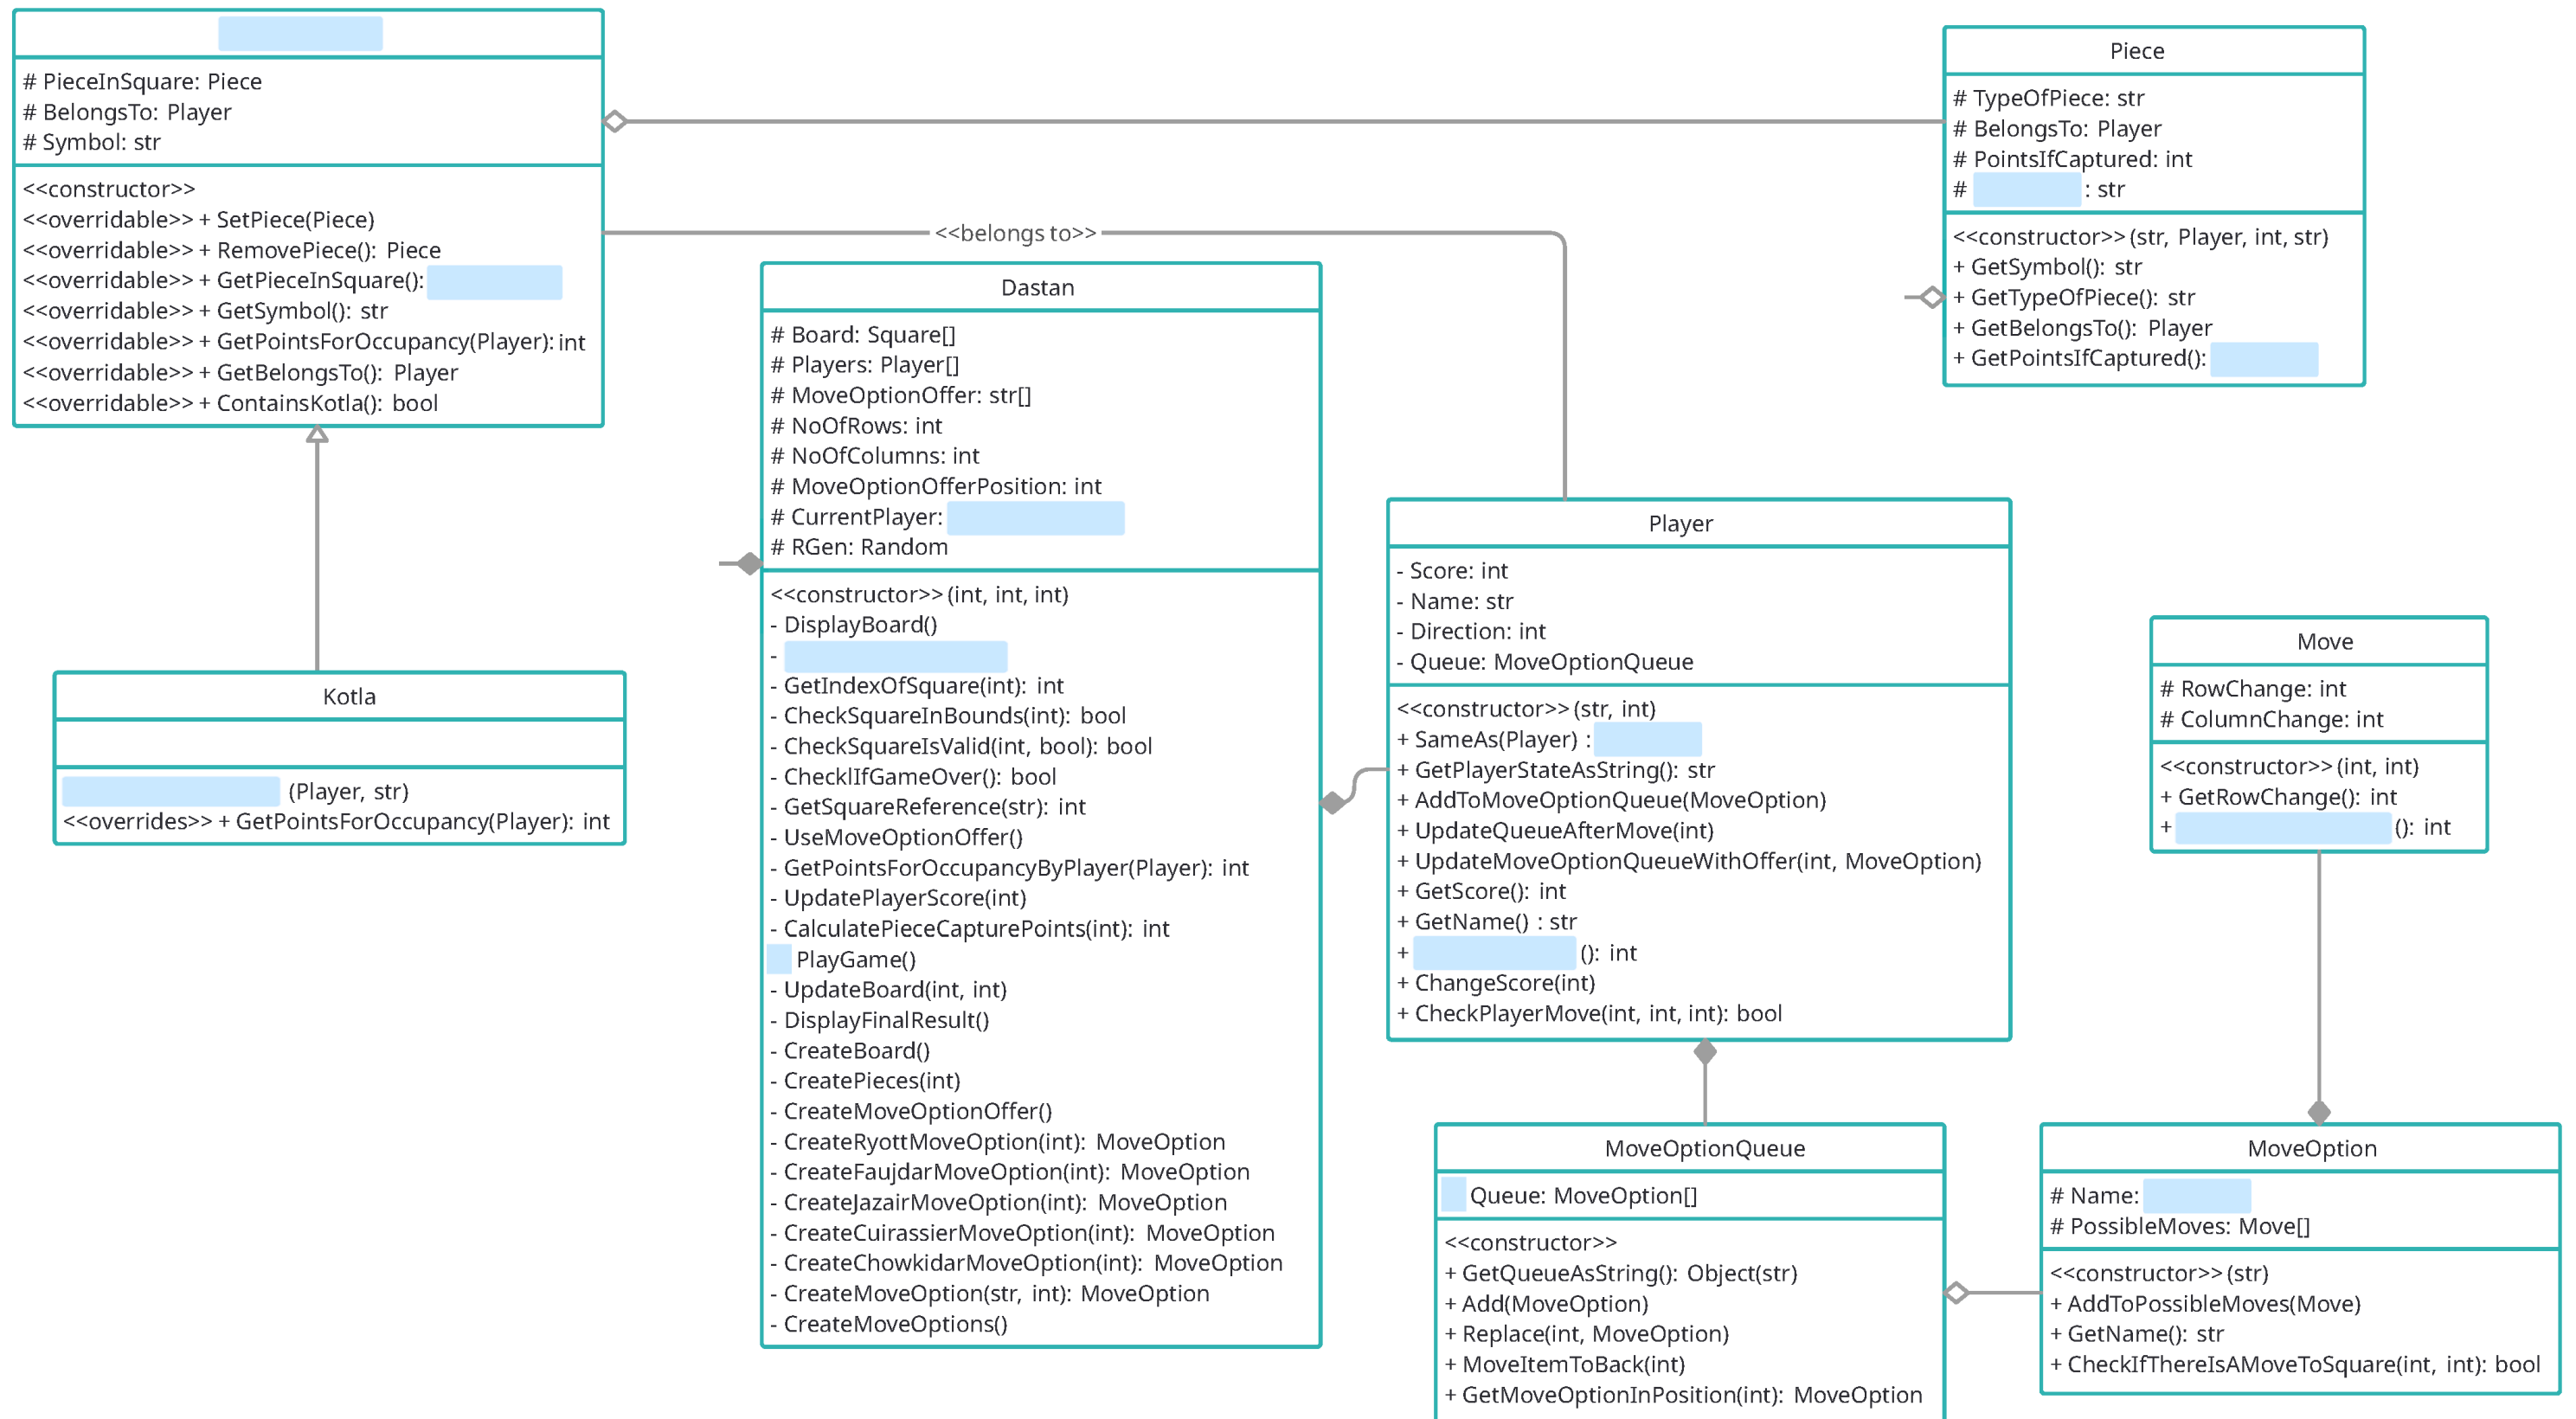 # PieceInSquare: Piece
# BelongsTo: Player
# Symbol: str
<<constructor>>
<<overridable>> + SetPiece(Piece)
<<overridable>> + RemovePiece(): Piece
<<overridable>> + GetPieceInSquare():
<<overridable>> + GetSymbol(): str
<<overridable>> + GetPointsForOccupancy(Player): int
<<overridable>> + GetBelongsTo(): Player
<<overridable>> + ContainsKotla(): bool
Piece
# TypeOfPiece: str
# BelongsTo: Player
# PointsIfCaptured: int
# : str
<<constructor>> (str, Player, int, str)
+ GetSymbol(): str
+ GetTypeOfPiece(): str
+ GetBelongsTo(): Player
+ GetPointsIfCaptured():
<<belongs to>>
Dastan
# Board: Square[]
# Players: Player[]
# MoveOptionOffer: str[]
# NoOfRows: int
# NoOfColumns: int
# MoveOptionOfferPosition: int
# CurrentPlayer:
# RGen: Random
<<constructor>> (int, int, int)
- DisplayBoard()
-
- GetIndexOfSquare(int): int
- CheckSquareInBounds(int): bool
- CheckSquareIsValid(int, bool): bool
- ChecklIfGameOver(): bool
- GetSquareReference(str): int
- UseMoveOptionOffer()
- GetPointsForOccupancyByPlayer(Player): int
- UpdatePlayerScore(int)
- CalculatePieceCapturePoints(int): int
PlayGame()
- UpdateBoard(int, int)
- DisplayFinalResult()
- CreateBoard()
- CreatePieces(int)
- CreateMoveOptionOffer()
- CreateRyottMoveOption(int): MoveOption
- CreateFaujdarMoveOption(int): MoveOption
- CreateJazairMoveOption(int): MoveOption
- CreateCuirassierMoveOption(int): MoveOption
- CreateChowkidarMoveOption(int): MoveOption
- CreateMoveOption(str, int): MoveOption
- CreateMoveOptions()
Kotla
(Player, str)
<<overrides>> + GetPointsForOccupancy(Player): int
Player
- Score: int
- Name: str
- Direction: int
- Queue: MoveOptionQueue
<<constructor>> (str, int)
+ SameAs(Player) :
+ GetPlayerStateAsString(): str
+ AddToMoveOptionQueue(MoveOption)
+ UpdateQueueAfterMove(int)
+ UpdateMoveOptionQueueWithOffer(int, MoveOption)
+ GetScore(): int
+ GetName() : str
+ (): int
+ ChangeScore(int)
+ CheckPlayerMove(int, int, int): bool
Move
# RowChange: int
# ColumnChange: int
<<constructor>> (int, int)
+ GetRowChange(): int
+ (): int
MoveOptionQueue
Queue: MoveOption[]
<<constructor>>
+ GetQueueAsString(): Object(str)
+ Add(MoveOption)
+ Replace(int, MoveOption)
+ MoveItemToBack(int)
+ GetMoveOptionInPosition(int): MoveOption
MoveOption
# Name:
# PossibleMoves: Move[]
<<constructor>> (str)
+ AddToPossibleMoves(Move)
+ GetName(): str
+ CheckIfThereIsAMoveToSquare(int, int): bool